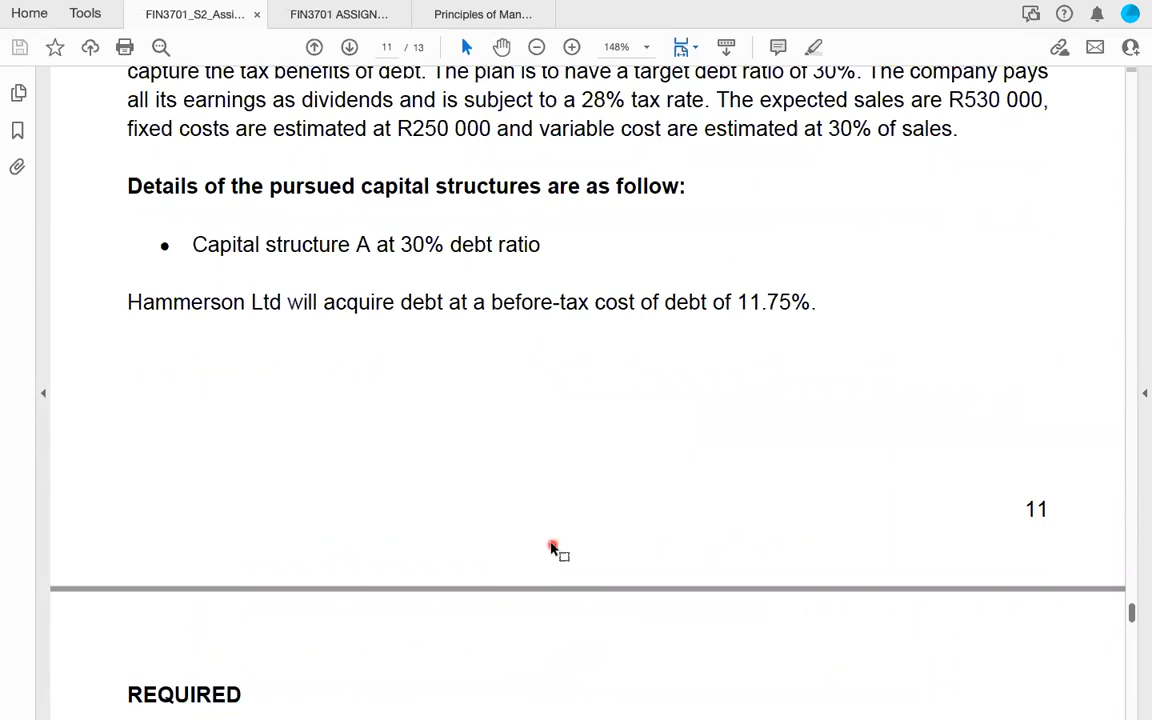 Home Tools FIN3701_S2_Assi... × FIN3701 ASSIGN... Principles of Man...
11 / 13 148%
capture the tax benefits of debt. The plan is to have a target debt ratio of 30%. The company pays
all its earnings as dividends and is subject to a 28% tax rate. The expected sales are R530 000,
fixed costs are estimated at R250 000 and variable cost are estimated at 30% of sales.
Details of the pursued capital structures are as follow:
• Capital structure A at 30% debt ratio
Hammerson Ltd will acquire debt at a before-tax cost of debt of 11.75%.
11
REQUIRED